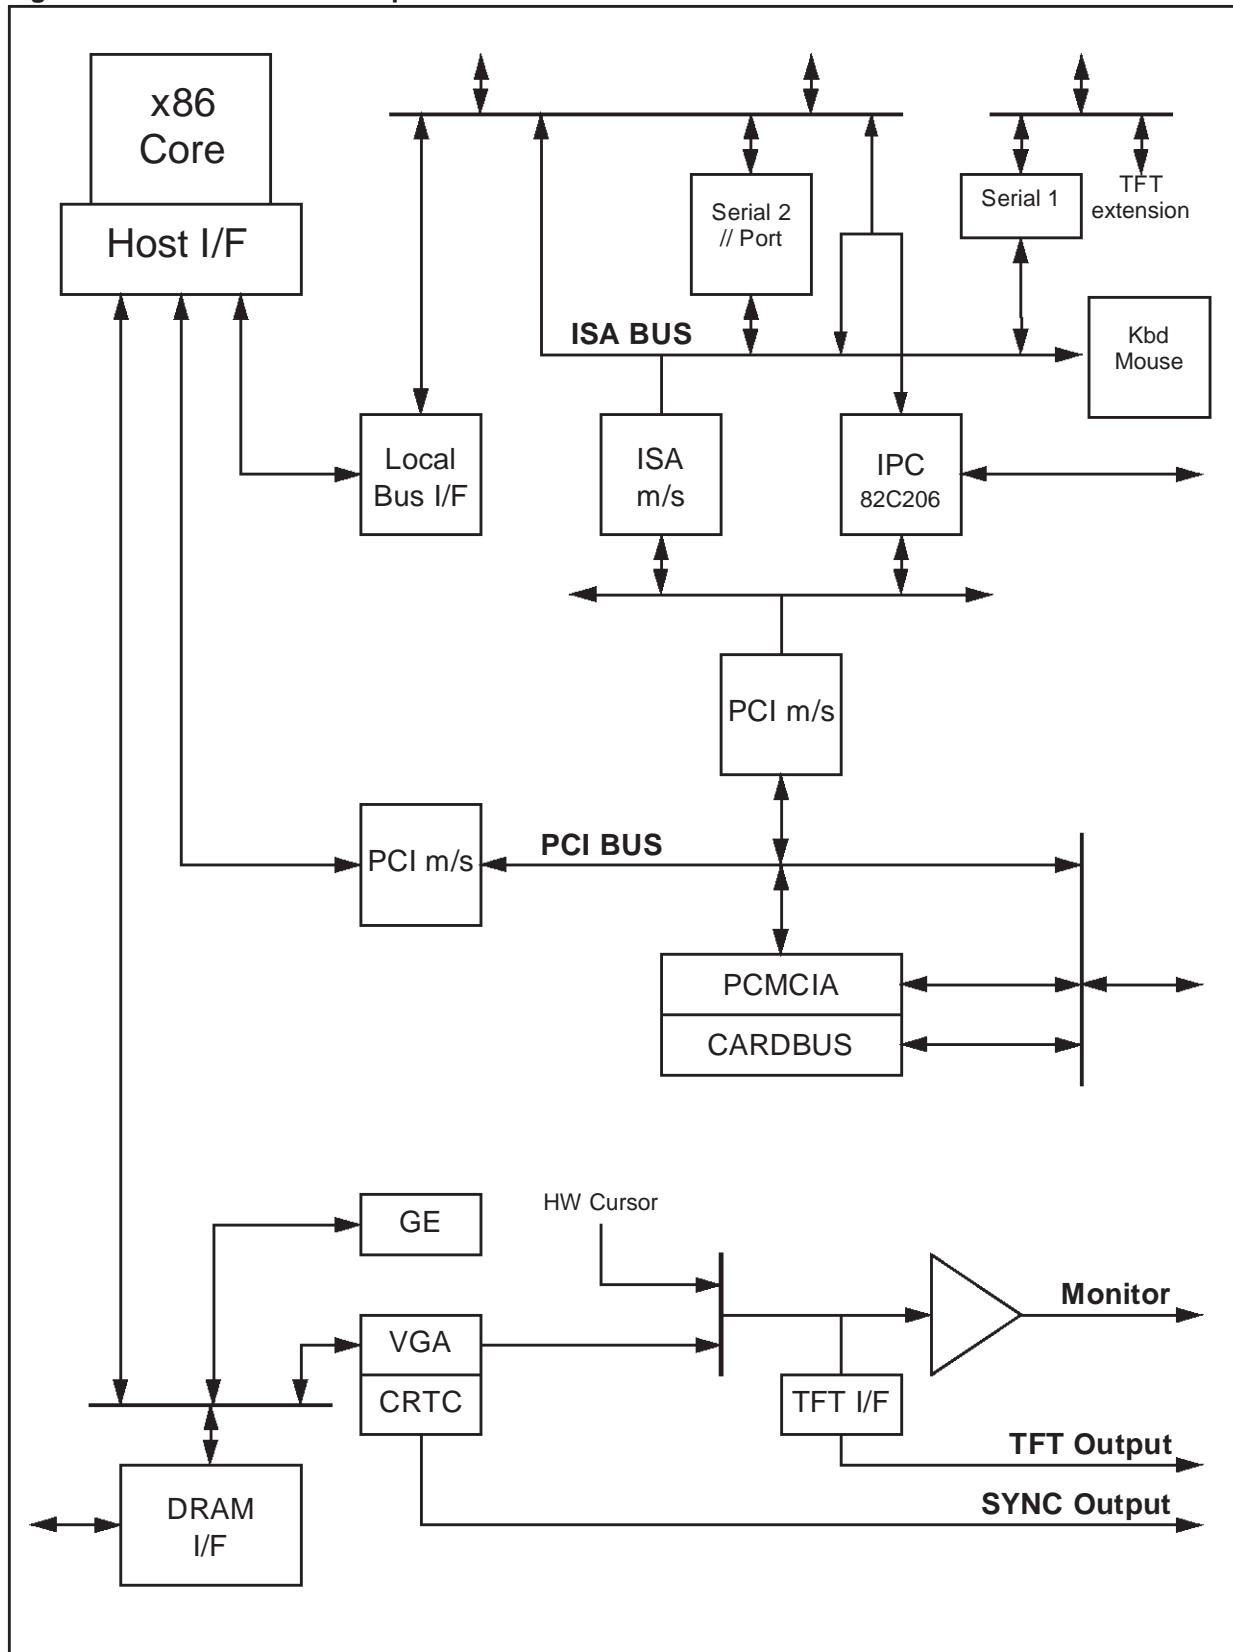 x86
Core
Host I/F
Serial 2
// Port
Serial 1
TFT
extension
ISA BUS
Kbd
Mouse
Local
Bus I/F
ISA
m/s
IPC
82C206
PCI m/s
PCI m/s
PCI BUS
PCMCIA
CARDBUS
GE
HW Cursor
VGA
CRTC
Monitor
TFT I/F
TFT Output
SYNC Output
DRAM
I/F